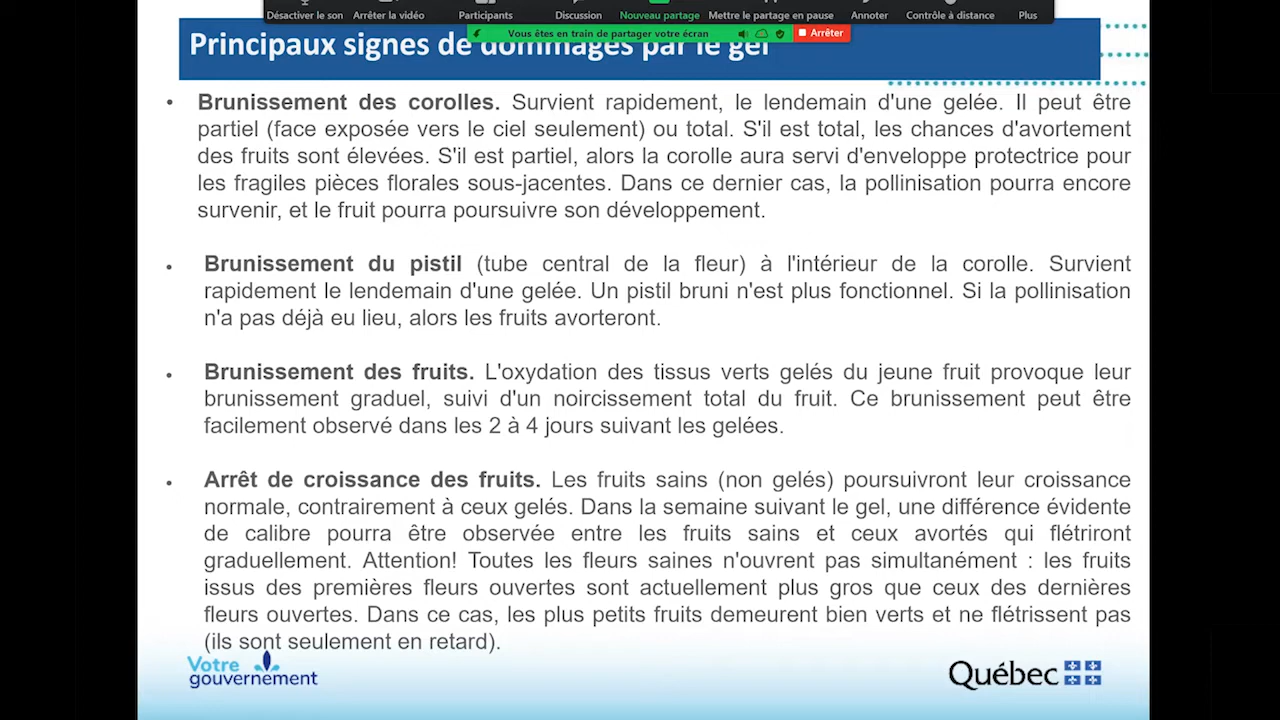 Désactiver le son Arrêter la vidéo Participants Discussion Nouveau partage Mettre le partage en pause Annoter Contrôle à distance Plus
Vous êtes en train de partager votre écran Arrêter
Principaux signes de dommages par le gel
• Brunissement des corolles. Survient rapidement, le lendemain d'une gelée. Il peut être
partiel (face exposée vers le ciel seulement) ou total. S'il est total, les chances d'avortement
des fruits sont élevées. S'il est partiel, alors la corolle aura servi d'enveloppe protectrice pour
les fragiles pièces florales sous-jacentes. Dans ce dernier cas, la pollinisation pourra encore
survenir, et le fruit pourra poursuivre son développement.
• Brunissement du pistil (tube central de la fleur) à l'intérieur de la corolle. Survient
rapidement le lendemain d'une gelée. Un pistil bruni n'est plus fonctionnel. Si la pollinisation
n'a pas déjà eu lieu, alors les fruits avorteront.
• Brunissement des fruits. L'oxydation des tissus verts gelés du jeune fruit provoque leur
brunissement graduel, suivi d'un noircissement total du fruit. Ce brunissement peut être
facilement observé dans les 2 à 4 jours suivant les gelées.
• Arrêt de croissance des fruits. Les fruits sains (non gelés) poursuivront leur croissance
normale, contrairement à ceux gelés. Dans la semaine suivant le gel, une différence évidente
de calibre pourra être observée entre les fruits sains et ceux avortés qui flétriront
graduellement. Attention! Toutes les fleurs saines n'ouvrent pas simultanément : les fruits
issus des premières fleurs ouvertes sont actuellement plus gros que ceux des dernières
fleurs ouvertes. Dans ce cas, les plus petits fruits demeurent bien verts et ne flétrissent pas
(ils sont seulement en retard).
Votre
gouvernement
Québec